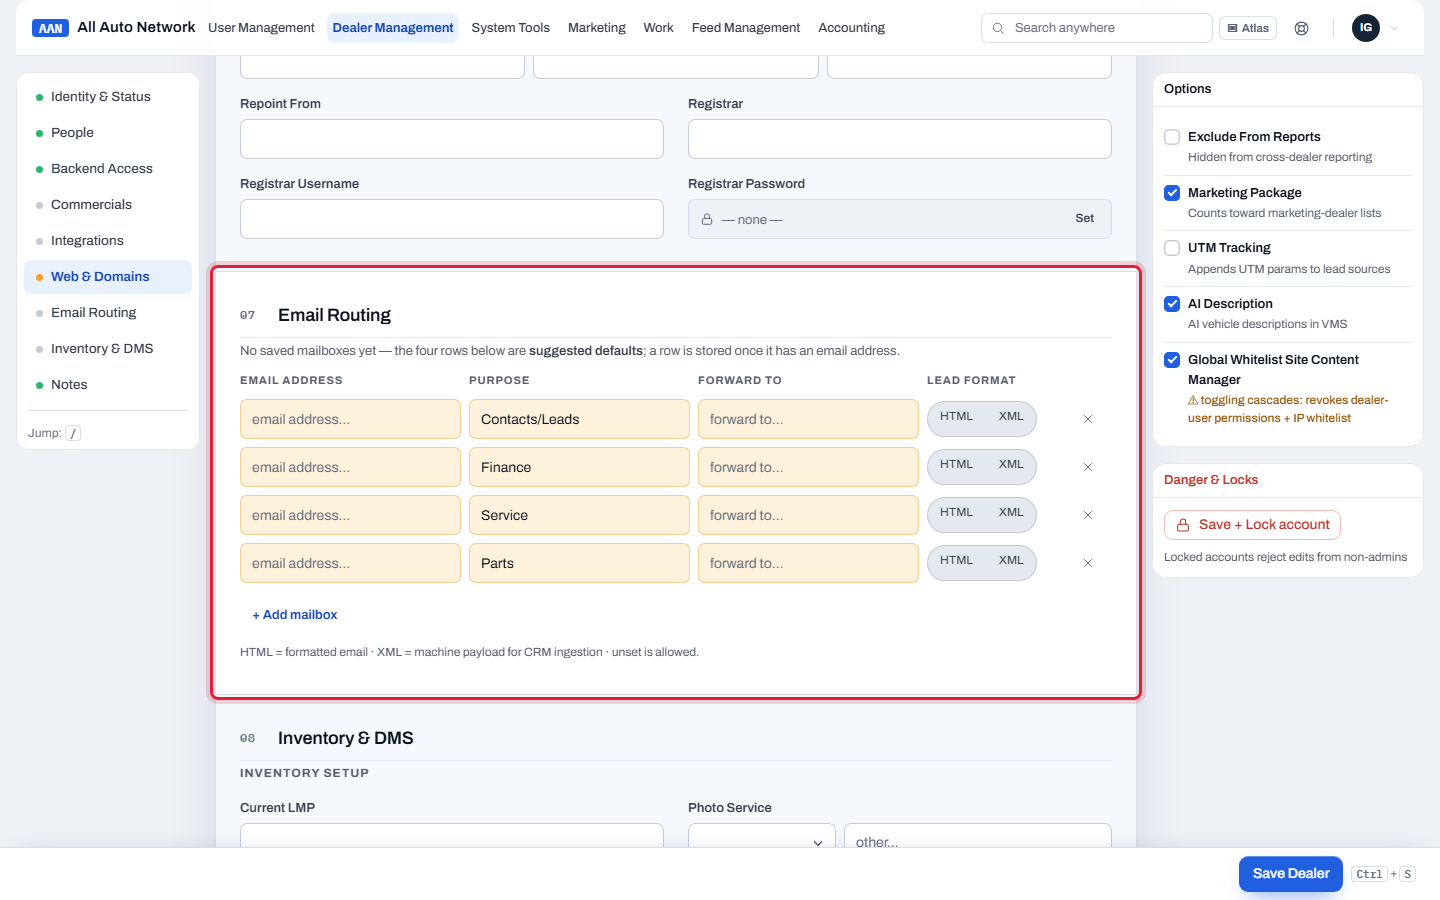 AAN All Auto Network User Management Dealer Management System Tools Marketing Work Feed Management Accounting Search anywhere Atlas IG
Identity & Status
People
Backend Access
Commercials
Integrations
Web & Domains
Email Routing
Inventory & DMS
Notes
Jump: /
Repoint From Registrar
Registrar Username Registrar Password
— none — Set
07 Email Routing
No saved mailboxes yet — the four rows below are suggested defaults; a row is stored once it has an email address.
EMAIL ADDRESS PURPOSE FORWARD TO LEAD FORMAT
email address... Contacts/Leads forward to... HTML XML
email address... Finance forward to... HTML XML
email address... Service forward to... HTML XML
email address... Parts forward to... HTML XML
+ Add mailbox
HTML = formatted email · XML = machine payload for CRM ingestion · unset is allowed.
08 Inventory & DMS
INVENTORY SETUP
Current LMP Photo Service
other...
Options
Exclude From Reports
Hidden from cross-dealer reporting
Marketing Package
Counts toward marketing-dealer lists
UTM Tracking
Appends UTM params to lead sources
AI Description
AI vehicle descriptions in VMS
Global Whitelist Site Content
Manager
⚠ toggling cascades: revokes dealer-
user permissions + IP whitelist
Danger & Locks
Save + Lock account
Locked accounts reject edits from non-admins
Save Dealer Ctrl + S